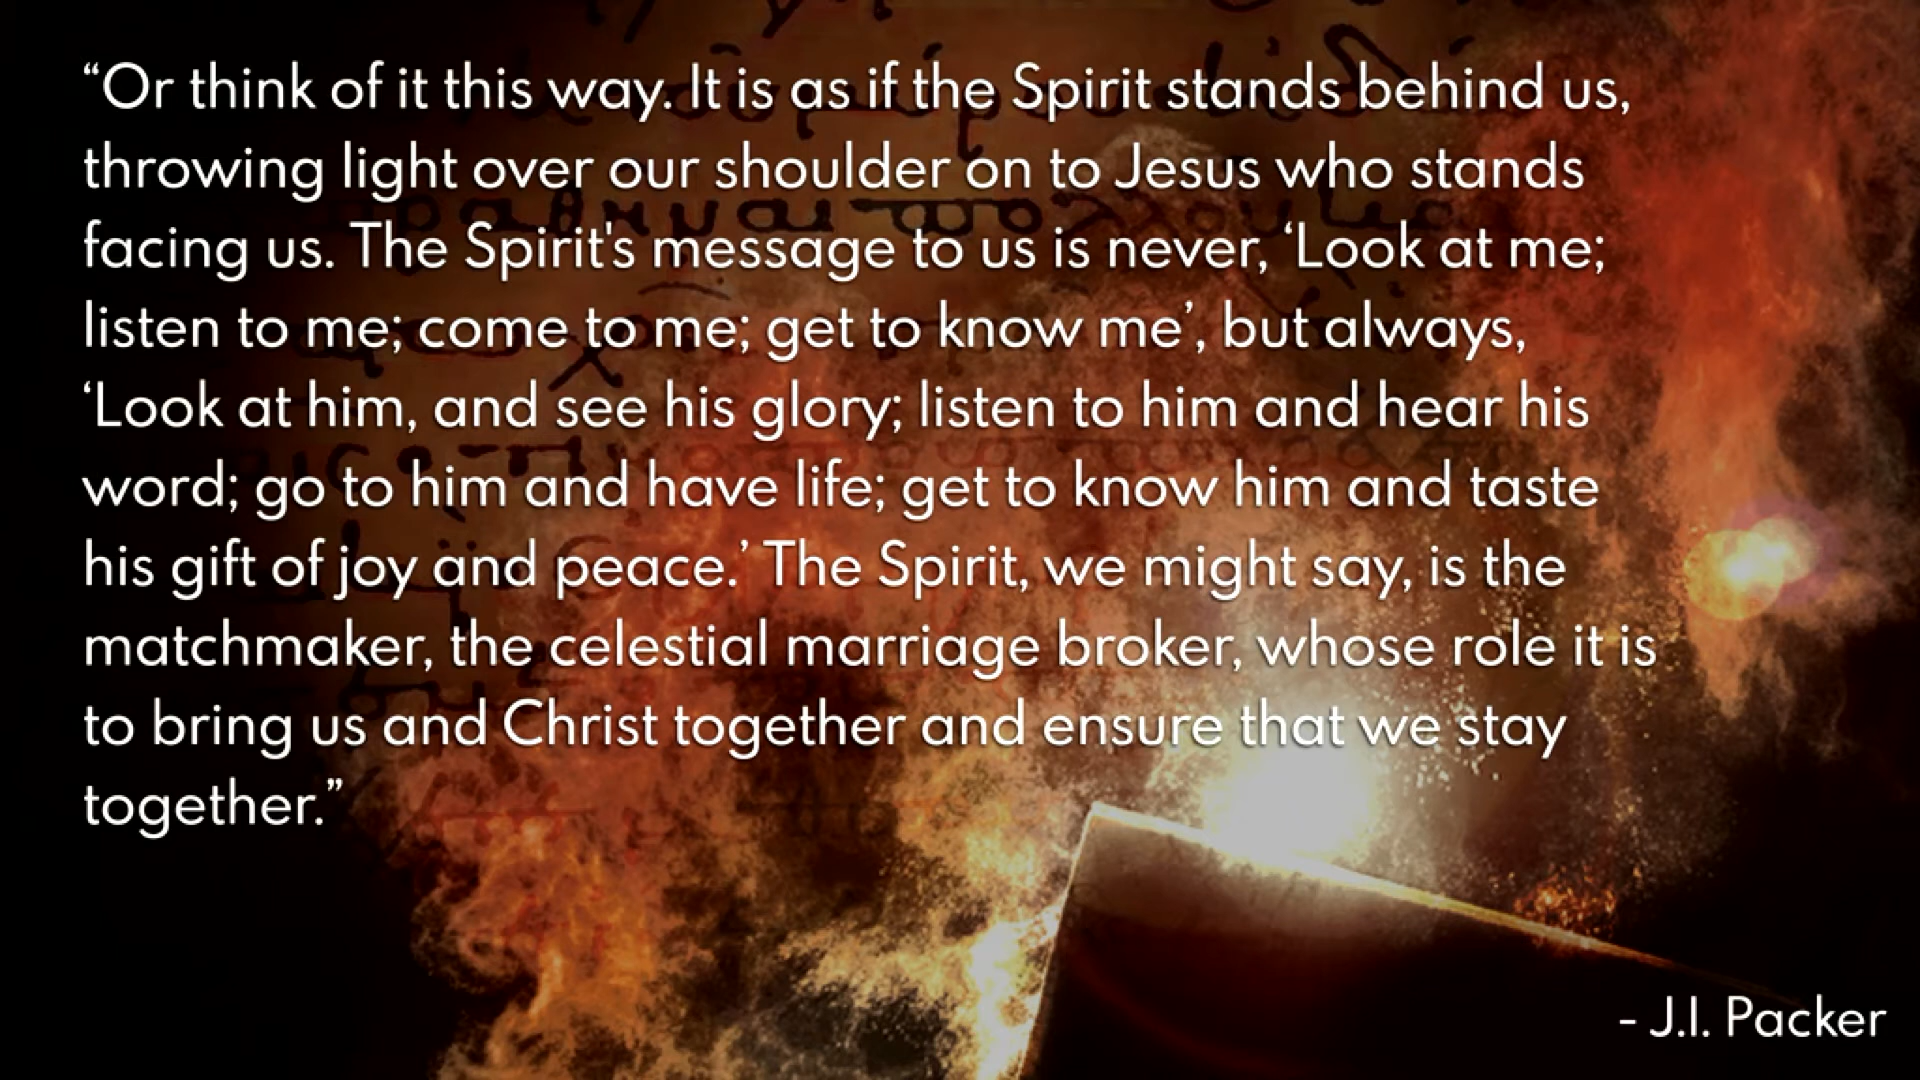 “Or think of it this way. It is as if the Spirit stands behind us,
throwing light over our shoulder on to Jesus who stands
facing us. The Spirit's message to us is never, ‘Look at me;
listen to me; come to me; get to know me’, but always,
‘Look at him, and see his glory; listen to him and hear his
word; go to him and have life; get to know him and taste
his gift of joy and peace.’ The Spirit, we might say, is the
matchmaker, the celestial marriage broker, whose role it is
to bring us and Christ together and ensure that we stay
together.”
- J.I. Packer